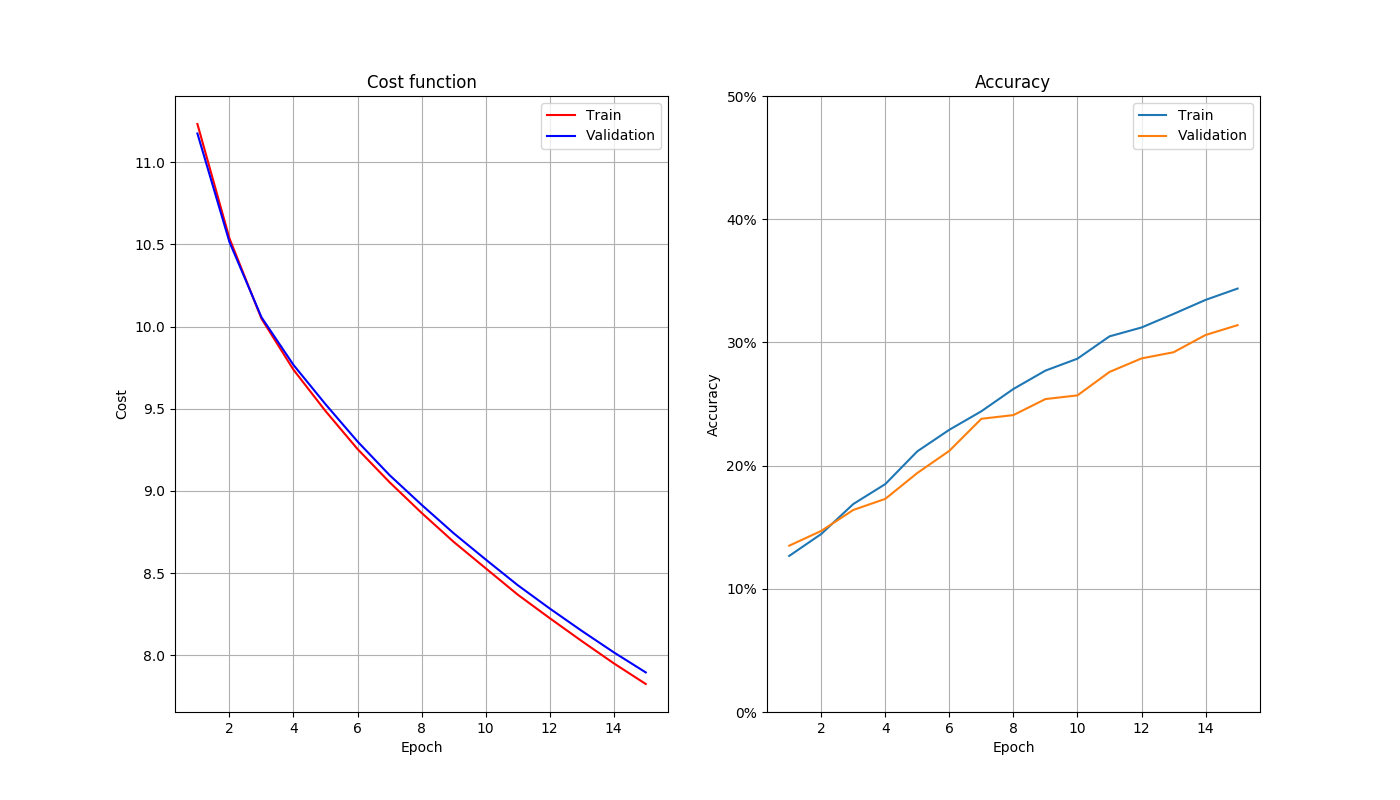 Cost function
Train
Validation
11.0
10.5
10.0
9.5
9.0
8.5
8.0
Cost
2 4 6 8 10 12 14
Epoch
Accuracy
Train
Validation
50%
40%
30%
20%
10%
0%
Accuracy
2 4 6 8 10 12 14
Epoch